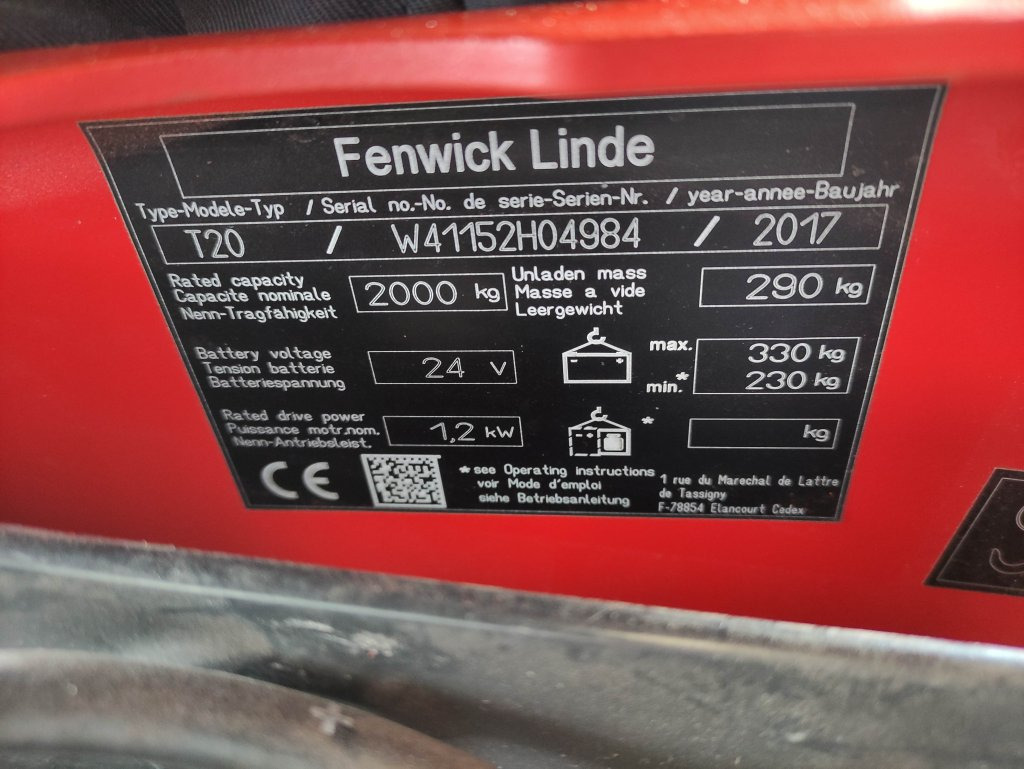 Fenwick Linde
Type-Modele-Typ / Serial no.-No. de serie-Serien-Nr. / year-annee-Baujahr
T20 / W41152H04984 / 2017
Rated capacity
Capacite nominale
Nenn-Tragfähigkeit
2000 kg
Unladen mass
Masse a vide
Leergewicht
290 kg
Battery voltage
Tension batterie
Batteriespannung
24 V
max. 330 kg
min.* 230 kg
Rated drive power
Puissance motr.nom.
Nenn-Antriebsleist.
1,2 kW
* kg
CE
* see Operating instructions
voir Mode d'emploi
siehe Betriebsanleitung
1 rue du Marechal de Lattre
de Tassigny
F-78854 Elancourt Cedex